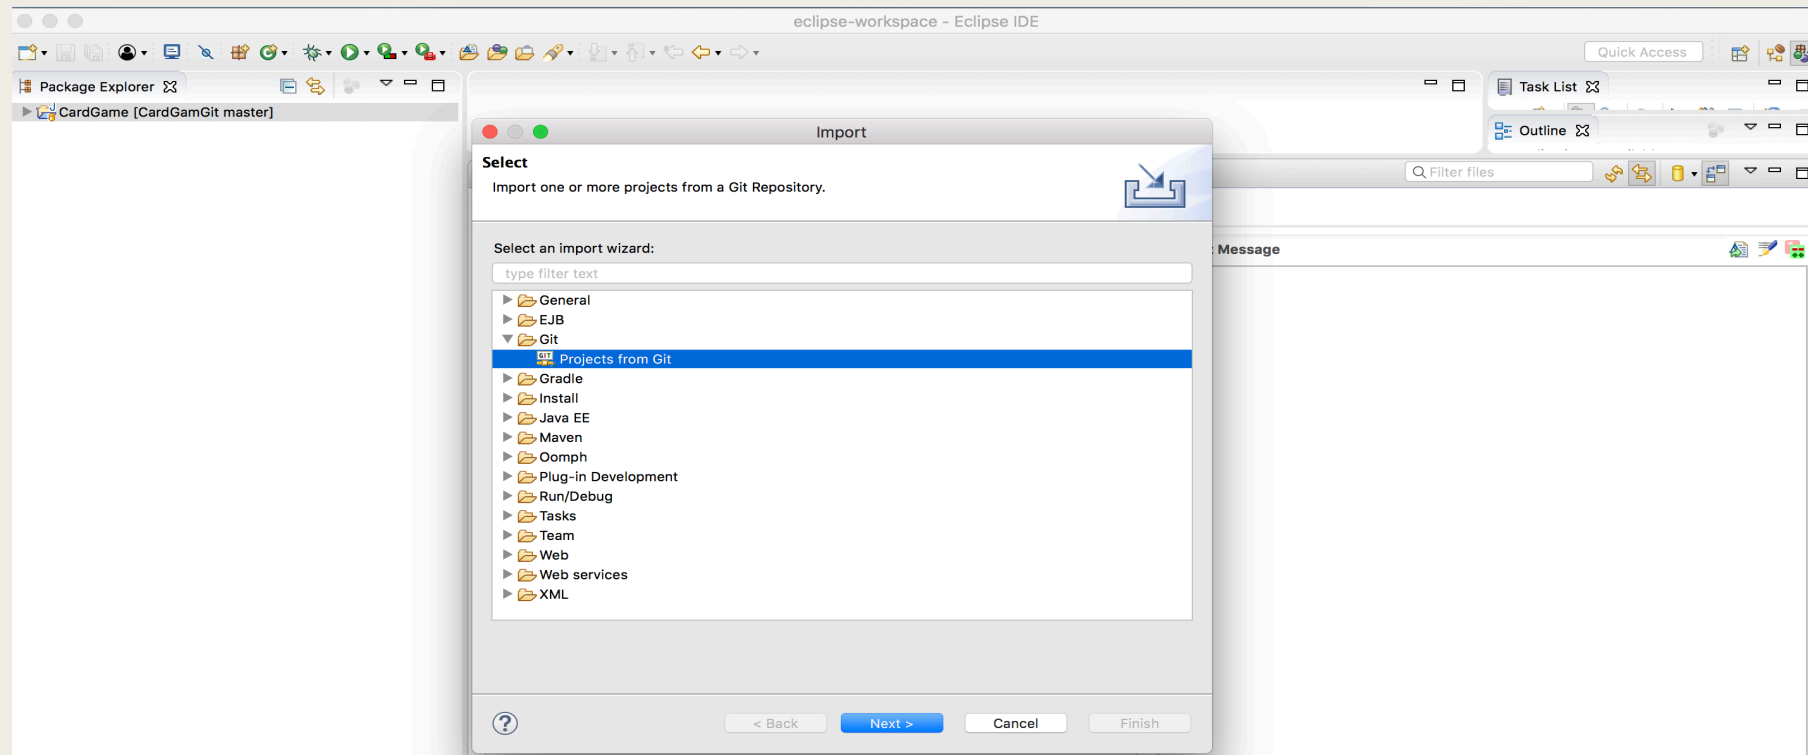 eclipse-workspace - Eclipse IDE
Quick Access
Package Explorer
Task List
CardGame [CardGamGit master]
Outline
Import
Select
Import one or more projects from a Git Repository.
Filter files
Select an import wizard:
Message
type filter text
General
EJB
Git
GIT
Projects from Git
Gradle
Install
Java EE
Maven
Oomph
Plug-in Development
Run/Debug
Tasks
Team
Web
Web services
XML
?
< Back
Next >
Cancel
Finish